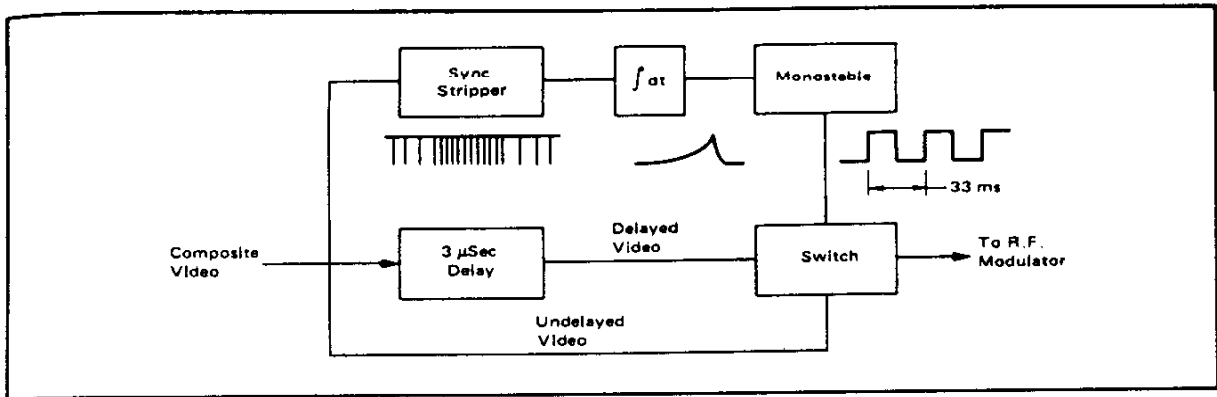 Sync
Stripper
∫ dt
Monostable
33 ms
Composite
Video
3 µSec
Delay
Delayed
Video
Switch
To R.F.
Modulator
Undelayed
Video